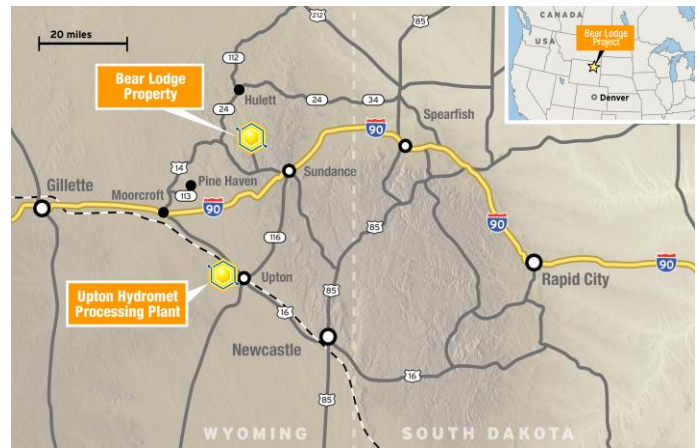 20 miles
212
112
85
CANADA
USA
Bear Lodge
Project
Denver
Bear Lodge
Property
Hulett
24
24
34
Spearfish
90
14
Pine Haven
113
Sundance
Gillette
Moorcroft
90
85
90
116
90
Rapid City
Upton Hydromet
Processing Plant
Upton
16
85
Newcastle
16
85
WYOMING
SOUTH DAKOTA